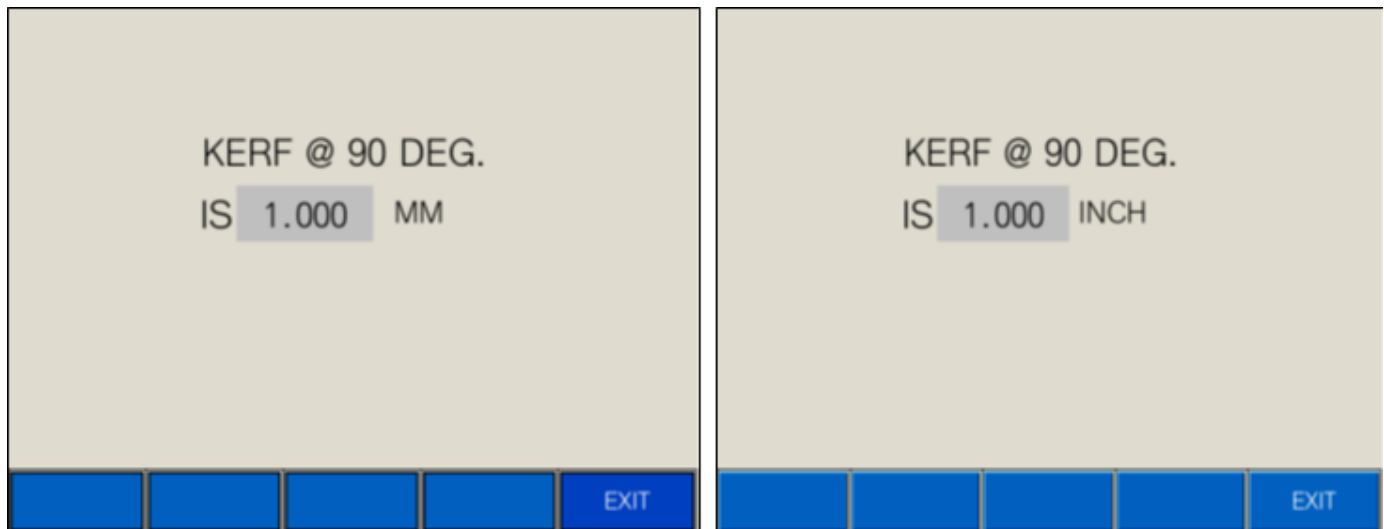 KERF @ 90 DEG.
IS 1.000 MM
EXIT
KERF @ 90 DEG.
IS 1.000 INCH
EXIT